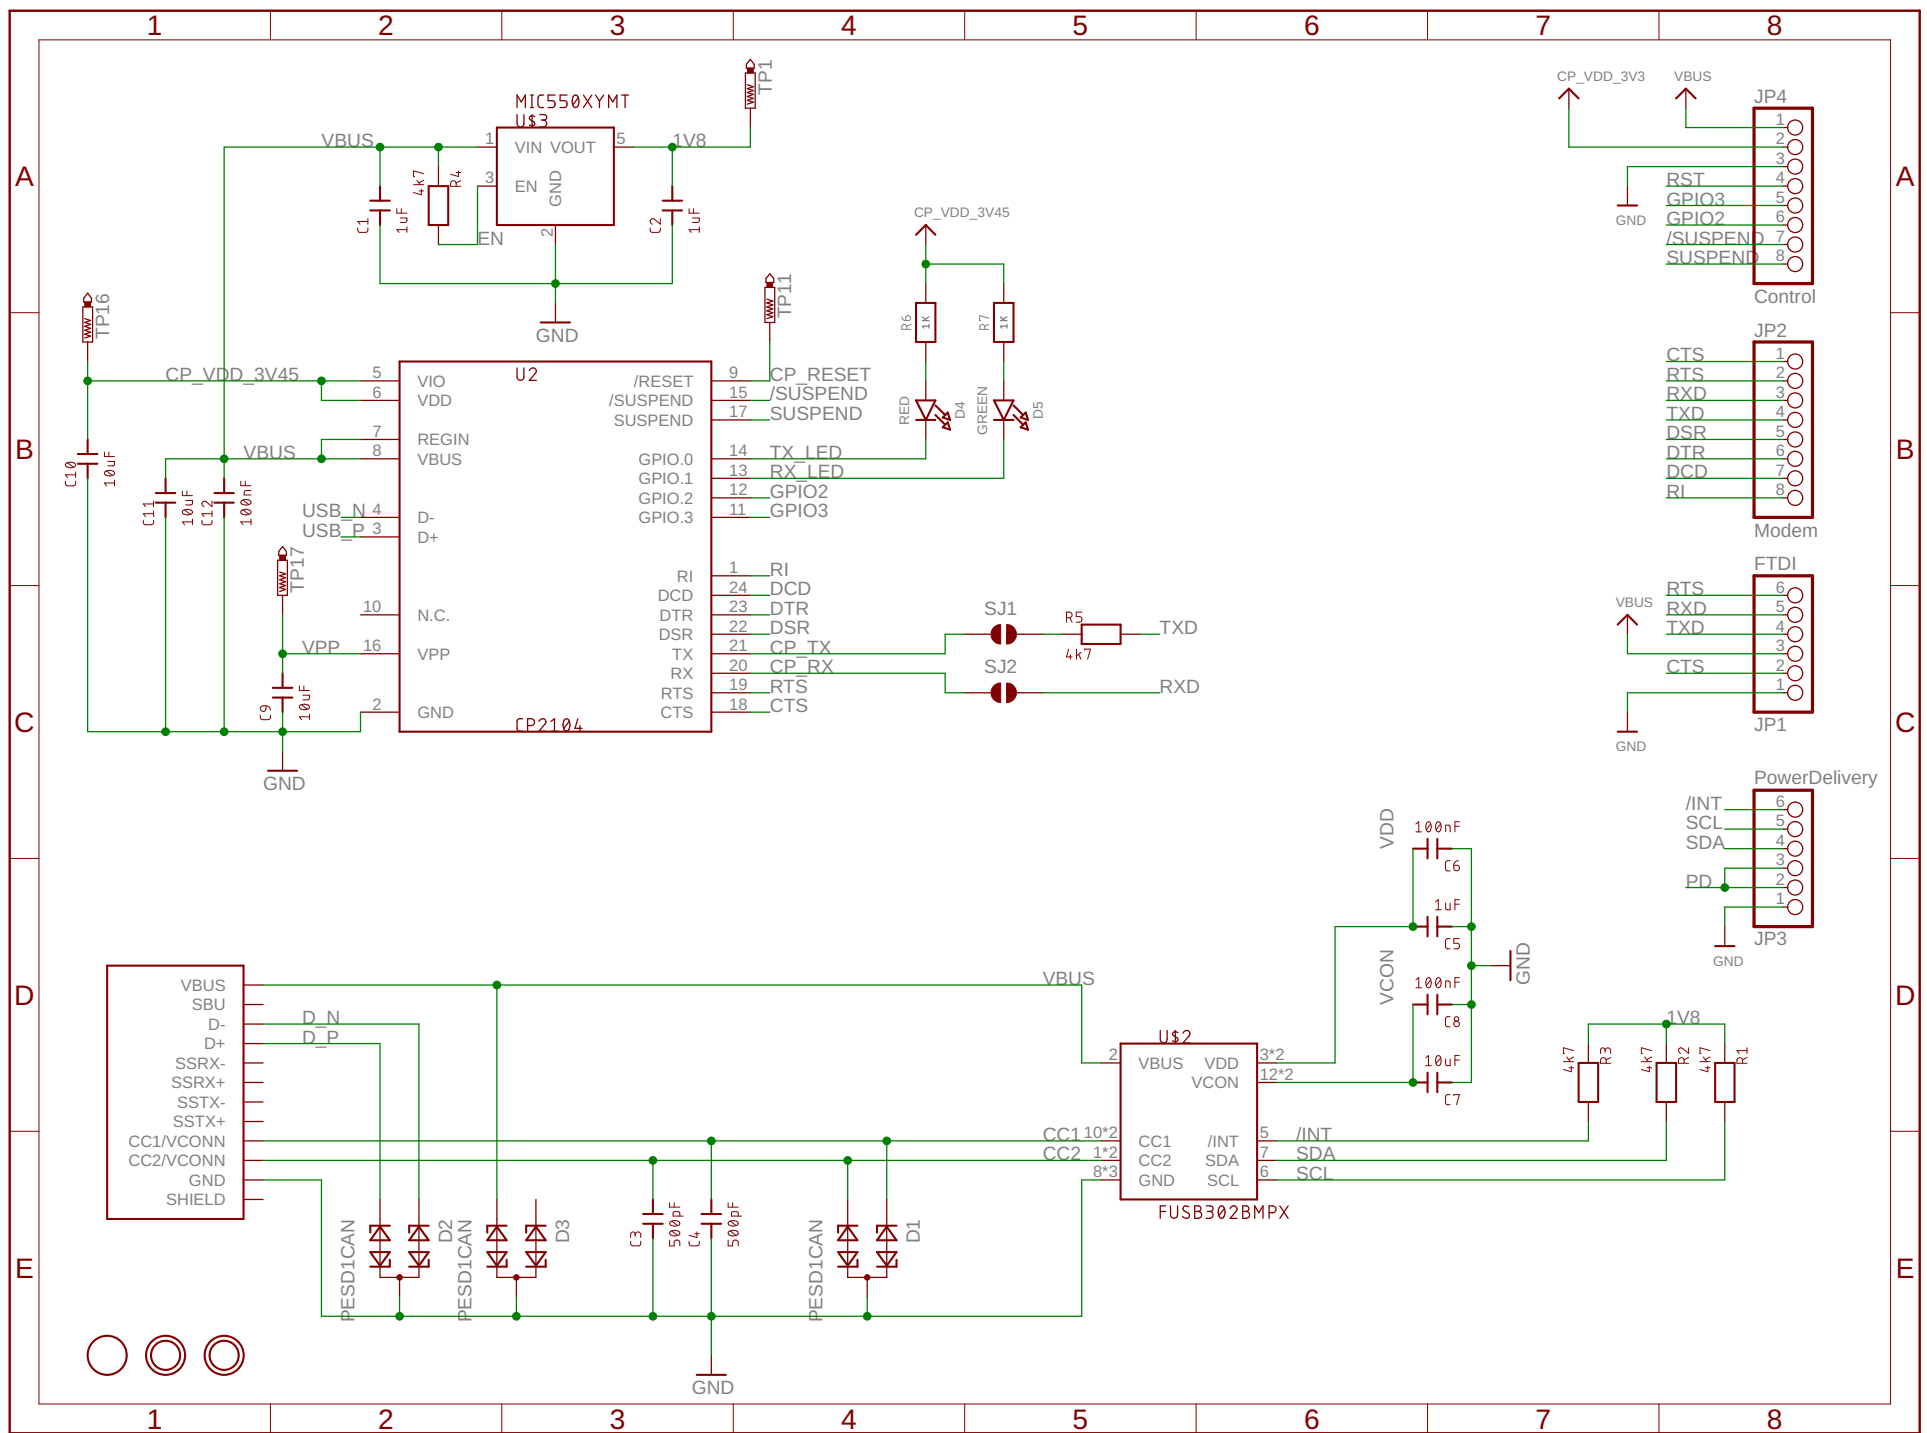 1 2 3 4 5 6 7 8
A
B
C
D
E
A
B
C
D
E
1 2 3 4 5 6 7 8
MIC550XYMT
U$3
VBUS
1 VIN VOUT 5
3 EN
GND
2
1V8
TP1
4k7
R4
C1
1uF
EN
C2
1uF
GND
TP16
CP_VDD_3V45
C10
10uF
VBUS
C11
10uF
C12
100nF
USB_N
USB_P
TP17
VPP
C9
10uF
GND
U2
5 VIO
6 VDD
7 REGIN
8 VBUS
4 D-
3 D+
10 N.C.
16 VPP
2 GND
CP2104
TP11
/RESET 9 CP_RESET
/SUSPEND 15 /SUSPEND
SUSPEND 17 SUSPEND
GPIO.0 14 TX_LED
GPIO.1 13 RX_LED
GPIO.2 12 GPIO2
GPIO.3 11 GPIO3
RI 1 RI
DCD 24 DCD
DTR 23 DTR
DSR 22 DSR
TX 21 CP_TX
RX 20 CP_RX
RTS 19 RTS
CTS 18 CTS
CP_VDD_3V45
R6
1K
R7
1K
RED
D4
GREEN
D5
SJ1
R5
4k7
TXD
SJ2
RXD
CP_VDD_3V3
VBUS
JP4
1
2
3
RST 4
GPIO3 5
GPIO2 6
/SUSPEND 7
SUSPEND 8
GND
Control
JP2
CTS 1
RTS 2
RXD 3
TXD 4
DSR 5
DTR 6
DCD 7
RI 8
Modem
FTDI
VBUS
RTS 6
RXD 5
TXD 4
3
CTS 2
1
GND
JP1
PowerDelivery
/INT 6
SCL 5
SDA 4
3
PD 2
1
GND
JP3
VBUS
SBU
D-
D+
SSRX-
SSRX+
SSTX-
SSTX+
CC1/VCONN
CC2/VCONN
GND
SHIELD
D_N
D_P
PESD1CAN
D2
PESD1CAN
D3
C3
500pF
C4
500pF
PESD1CAN
D1
GND
VBUS
CC1
CC2
U$2
2 VBUS VDD 3*2
VCON 12*2
10*2 CC1 /INT 5 /INT
1*2 CC2 SDA 7 SDA
8*3 GND SCL 6 SCL
FUSB302BMPX
VDD
100nF
C6
1uF
C5
VCON
100nF
C8
10uF
C7
GND
1V8
4k7
R3
4k7
R2
4k7
R1